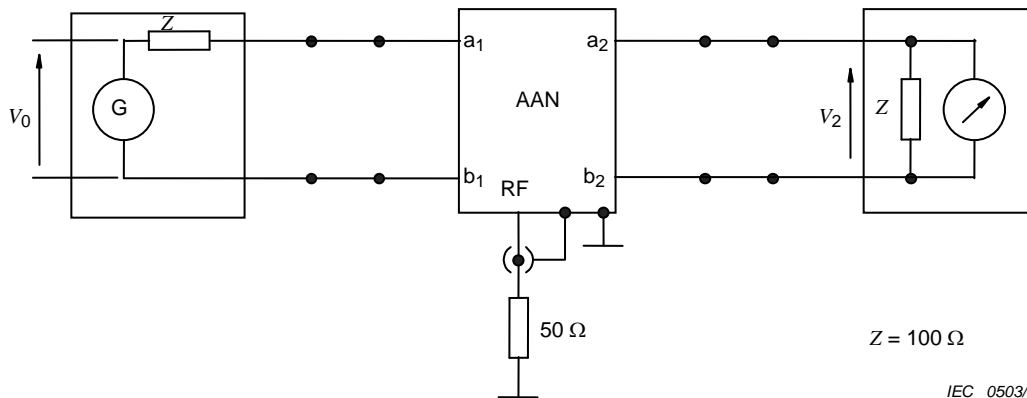 Z
a₁
a₂
AAN
G
V₀
V₂
Z
b₁
b₂
RF
50 Ω
Z = 100 Ω
IEC 0503/